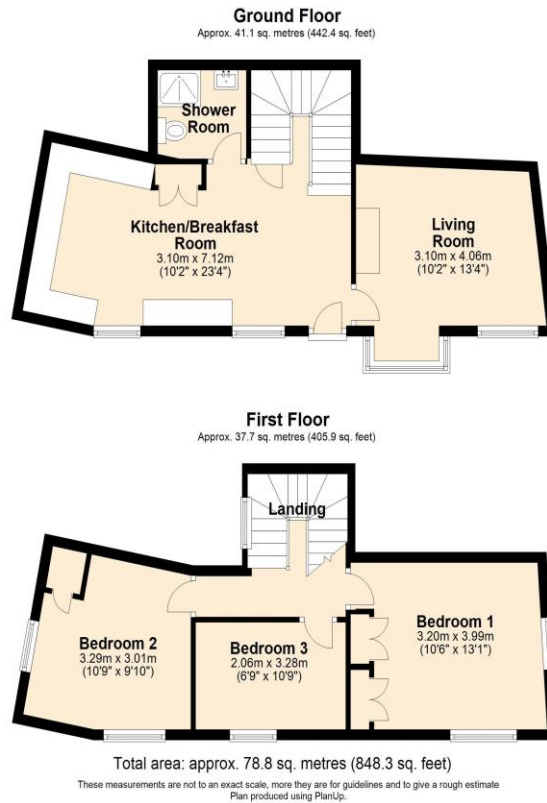 Ground Floor
Approx. 41.1 sq. metres (442.4 sq. feet)
Shower
Room
Kitchen/Breakfast
Room
3.10m x 7.12m
(10'2" x 23'4")
Living
Room
3.10m x 4.06m
(10'2" x 13'4")
First Floor
Approx. 37.7 sq. metres (405.9 sq. feet)
Landing
Bedroom 2
3.29m x 3.01m
(10'9" x 9'10")
Bedroom 3
2.06m x 3.28m
(6'9" x 10'9")
Bedroom 1
3.20m x 3.99m
(10'6" x 13'1")
Total area: approx. 78.8 sq. metres (848.3 sq. feet)
These measurements are not to an exact scale, more they are for guidelines and to give a rough estimate
Plan produced using PlanUp.